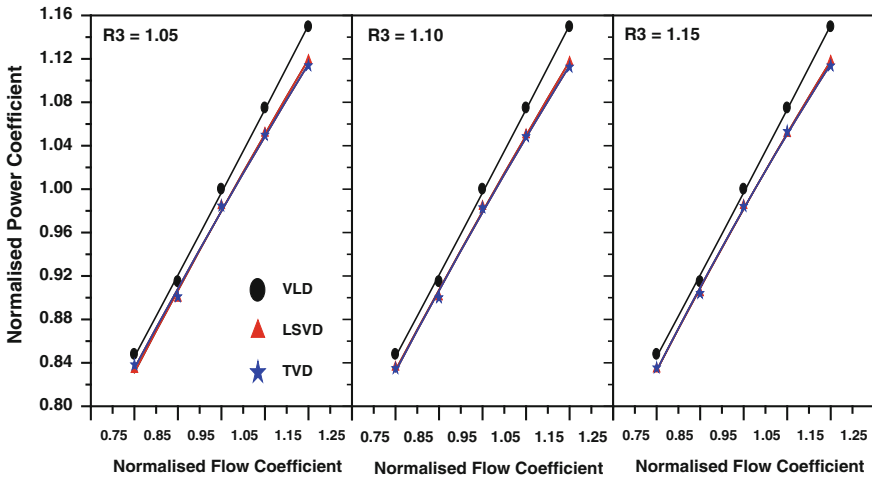 Normalised Power Coefficient
1.16
1.12
1.08
1.04
1.00
0.96
0.92
0.88
0.84
0.80
R3 = 1.05
R3 = 1.10
R3 = 1.15
VLD
LSVD
TVD
0.75 0.85 0.95 1.05 1.15 1.25
0.75 0.85 0.95 1.05 1.15 1.25
0.75 0.85 0.95 1.05 1.15 1.25
Normalised Flow Coefficient
Normalised Flow Coefficient
Normalised Flow Coefficient